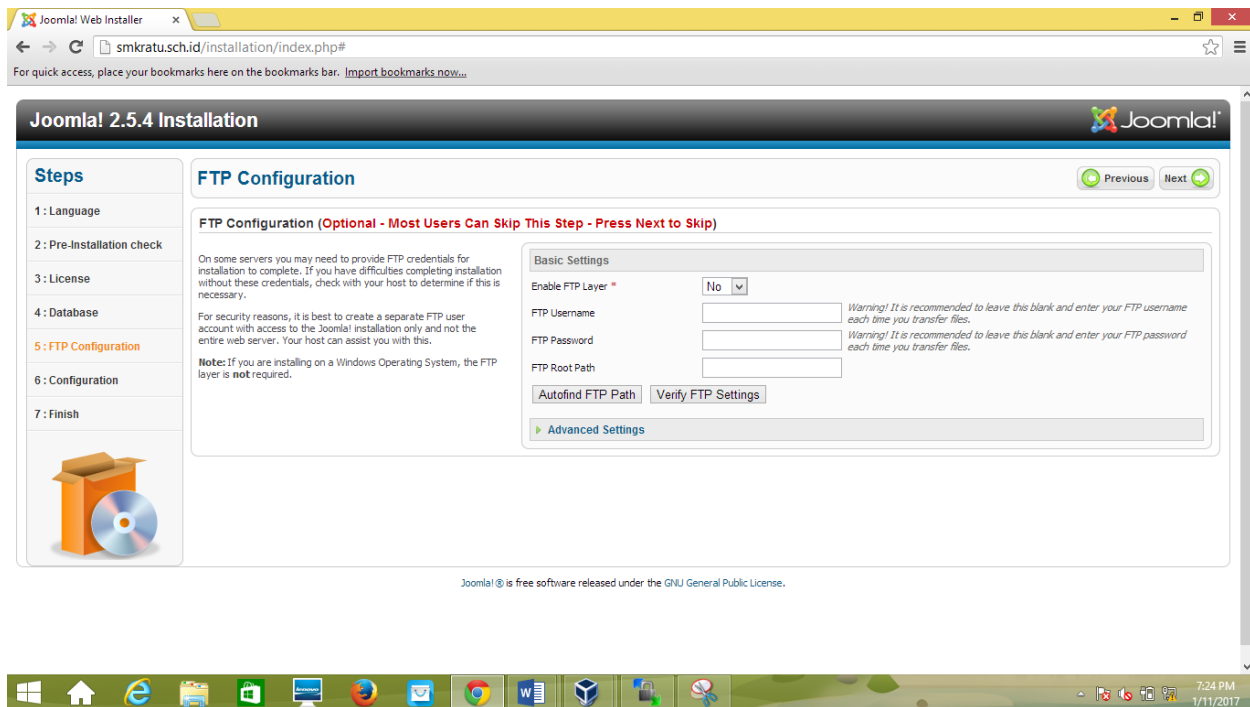 Joomla! Web Installer
smkratu.sch.id/installation/index.php#
For quick access, place your bookmarks here on the bookmarks bar. Import bookmarks now...
Joomla! 2.5.4 Installation
Joomla!
Steps
1 : Language
2 : Pre-Installation check
3 : License
4 : Database
5 : FTP Configuration
6 : Configuration
7 : Finish
FTP Configuration
Previous
Next
FTP Configuration (Optional - Most Users Can Skip This Step - Press Next to Skip)
On some servers you may need to provide FTP credentials for
installation to complete. If you have difficulties completing installation
without these credentials, check with your host to determine if this is
necessary.
For security reasons, it is best to create a separate FTP user
account with access to the Joomla! installation only and not the
entire web server. Your host can assist you with this.
Note: If you are installing on a Windows Operating System, the FTP
layer is not required.
Basic Settings
Enable FTP Layer * No
FTP Username
Warning! It is recommended to leave this blank and enter your FTP username
each time you transfer files.
FTP Password
Warning! It is recommended to leave this blank and enter your FTP password
each time you transfer files.
FTP Root Path
Autofind FTP Path
Verify FTP Settings
Advanced Settings
Joomla! ® is free software released under the GNU General Public License.
lenovo
7:24 PM
1/11/2017